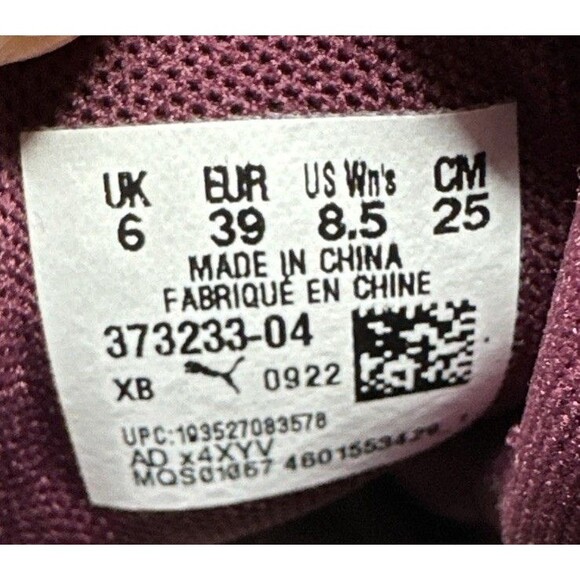 UK EUR US Wn's CM
6 39 8.5 25
MADE IN CHINA
FABRIQUÉ EN CHINE
373233-04
XB 0922
UPC:193527083578
AD x4XYV